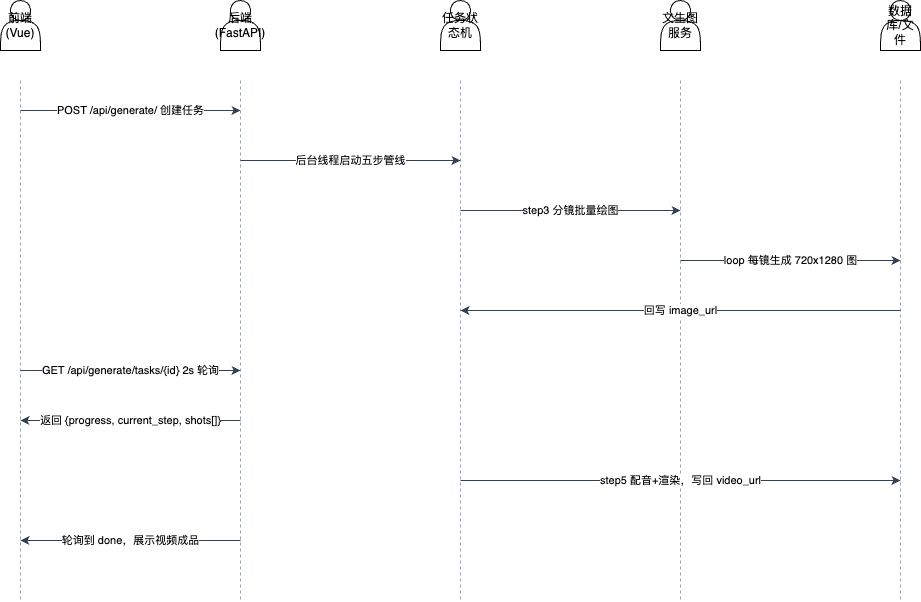 前端
(Vue)
后端
(FastAPI)
任务状
态机
文生图
服务
数据
库/文
件
POST /api/generate/ 创建任务
后台线程启动五步管线
step3 分镜批量绘图
loop 每镜生成 720x1280 图
回写 image_url
GET /api/generate/tasks/{id} 2s 轮询
返回 {progress, current_step, shots[]}
step5 配音+渲染，写回 video_url
轮询到 done，展示视频成品